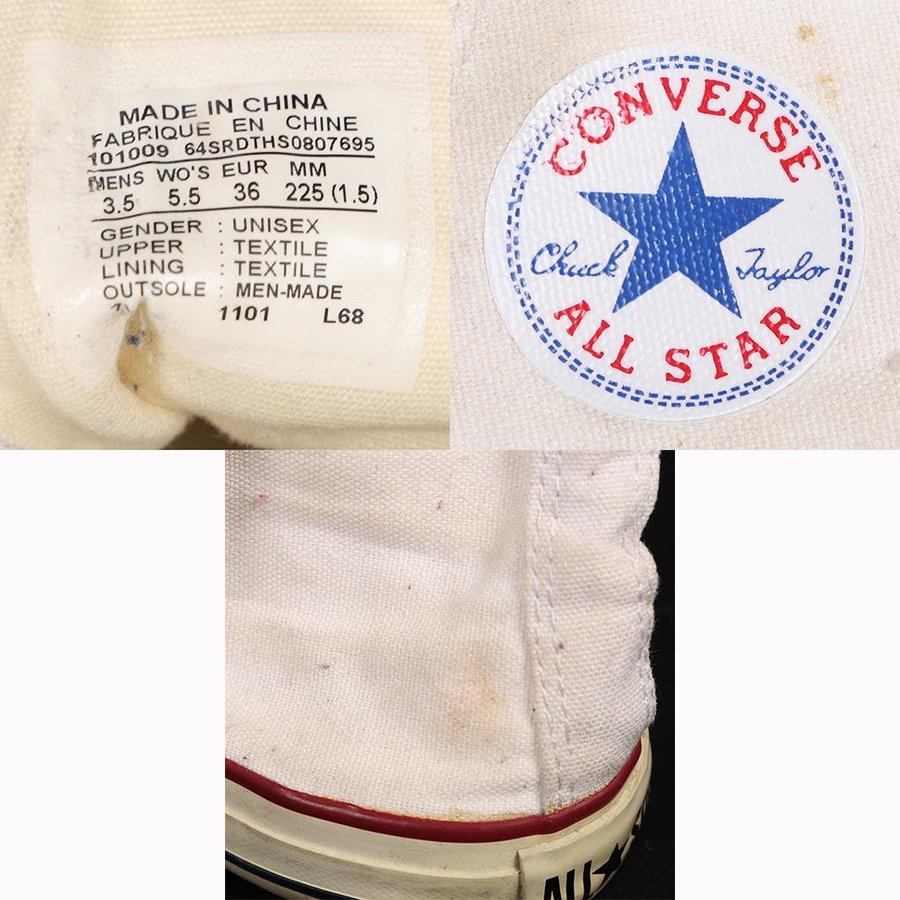 MADE IN CHINA
FABRIQUE EN CHINE
101009 64SRDTHS0807695
MENS WO'S EUR MM
3.5 5.5 36 225 (1.5)
GENDER : UNISEX
UPPER : TEXTILE
LINING : TEXTILE
OUTSOLE : MEN-MADE
1101 L68
CONVERSE
Chuck Taylor
ALL STAR
ALL